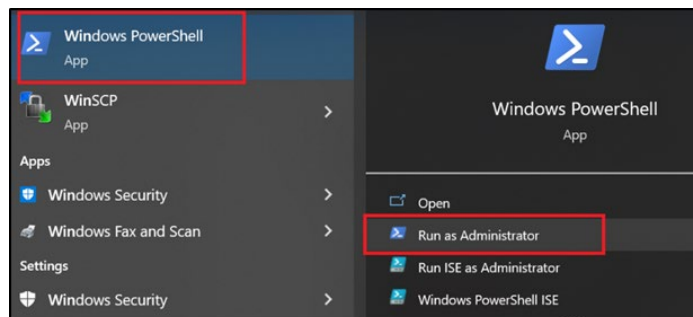 Windows PowerShell
App
WinSCP
App
Apps
Windows Security
Windows Fax and Scan
Settings
Windows Security
Windows PowerShell
App
Open
Run as Administrator
Run ISE as Administrator
Windows PowerShell ISE